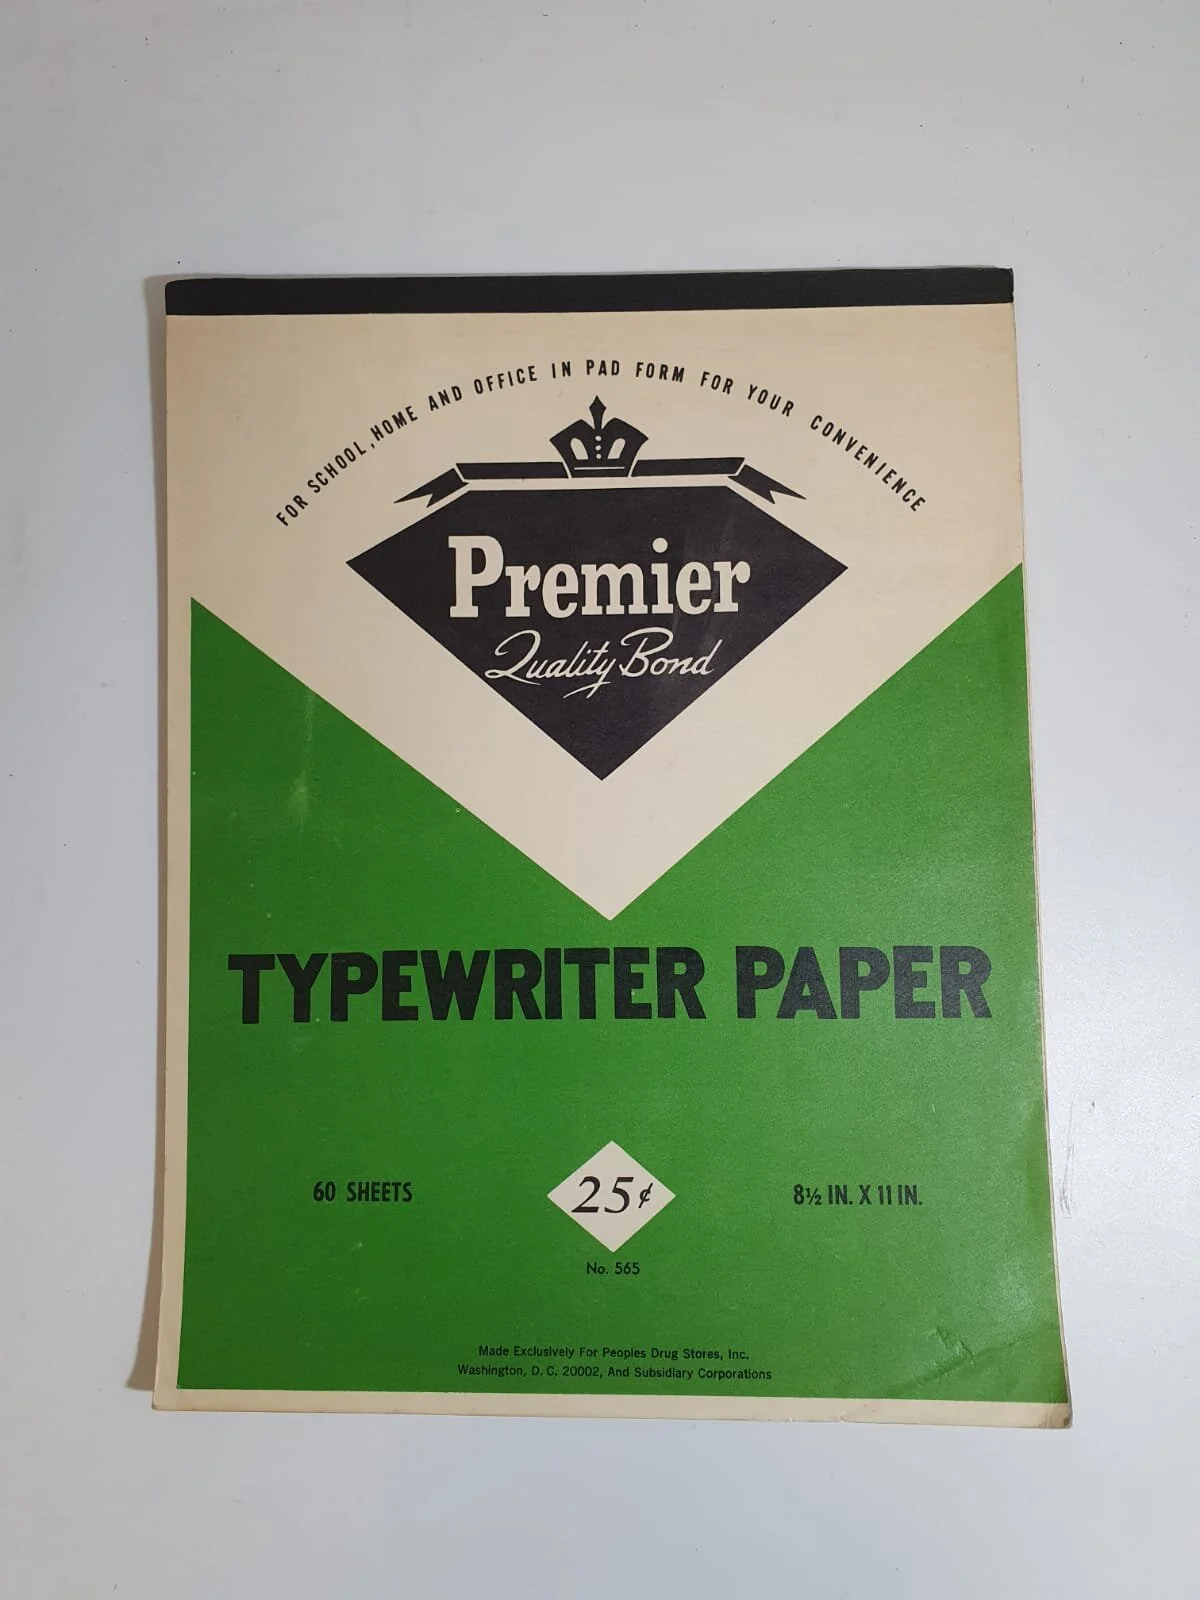 FOR SCHOOL, HOME AND OFFICE IN PAD FORM FOR YOUR CONVENIENCE
Premier
Quality Bond
TYPEWRITER PAPER
60 SHEETS
25¢
8½ IN. X 11 IN.
No. 565
Made Exclusively For Peoples Drug Stores, Inc.
Washington, D. C. 20002, And Subsidiary Corporations